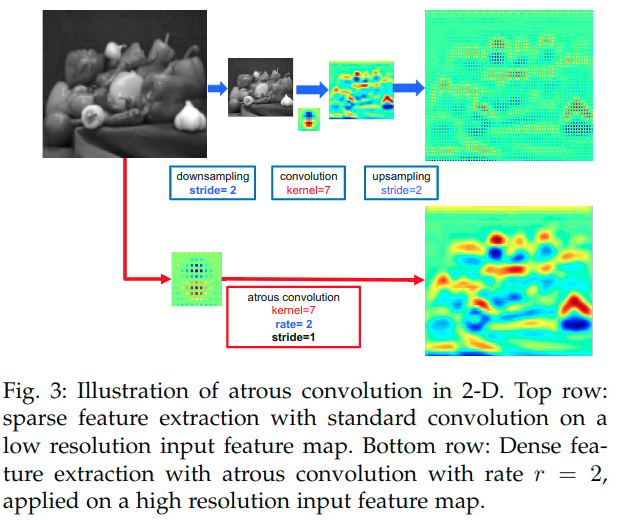 downsampling
stride= 2
convolution
kernel=7
upsampling
stride=2
atrous convolution
kernel=7
rate= 2
stride=1
Fig. 3: Illustration of atrous convolution in 2-D. Top row:
sparse feature extraction with standard convolution on a
low resolution input feature map. Bottom row: Dense fea-
ture extraction with atrous convolution with rate r = 2,
applied on a high resolution input feature map.